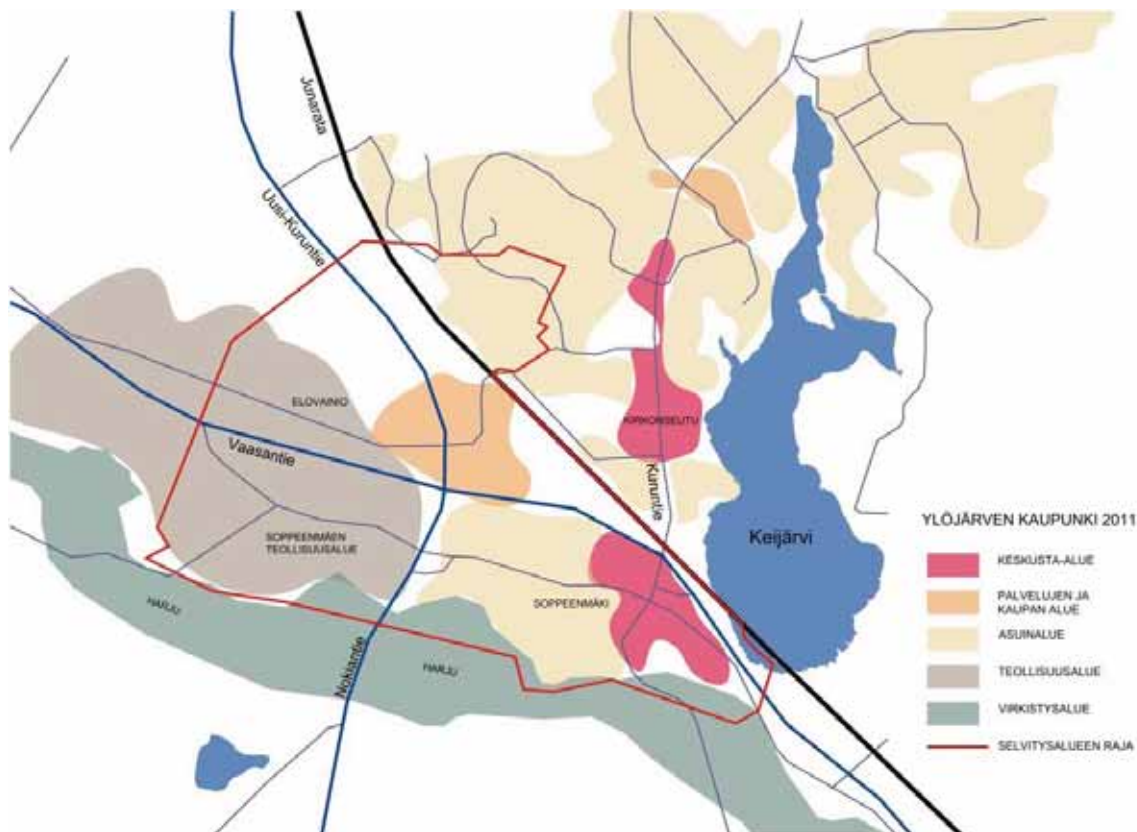 Junarata
Uusi-Kuruntie
ELOVAINIO
Vaasantie
KIRKONSEUTU
Kuruntie
SOPPEENMÄEN
TEOLLISUUSALUE
Keijärvi
SOPPEENMÄKI
HARJU
HARJU
Nokiantie
YLÖJÄRVEN KAUPUNKI 2011
KESKUSTA-ALUE
PALVELUJEN JA
KAUPAN ALUE
ASUINALUE
TEOLLISUUSALUE
VIRKISTYSALUE
SELVITYSALUEEN RAJA